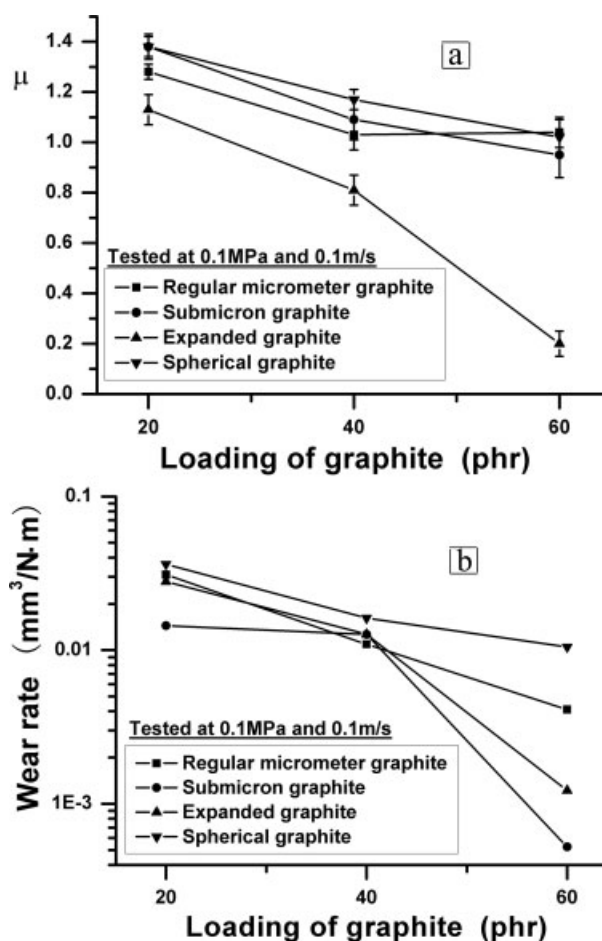 a
μ
1.4
1.2
1.0
0.8
0.6
0.4
0.2
0.0
Tested at 0.1MPa and 0.1m/s
Regular micrometer graphite
Submicron graphite
Expanded graphite
Spherical graphite
20 40 60
Loading of graphite (phr)
b
Wear rate (mm³/N·m)
0.1
0.01
1E-3
Tested at 0.1MPa and 0.1m/s
Regular micrometer graphite
Submicron graphite
Expanded graphite
Spherical graphite
20 40 60
Loading of graphite (phr)